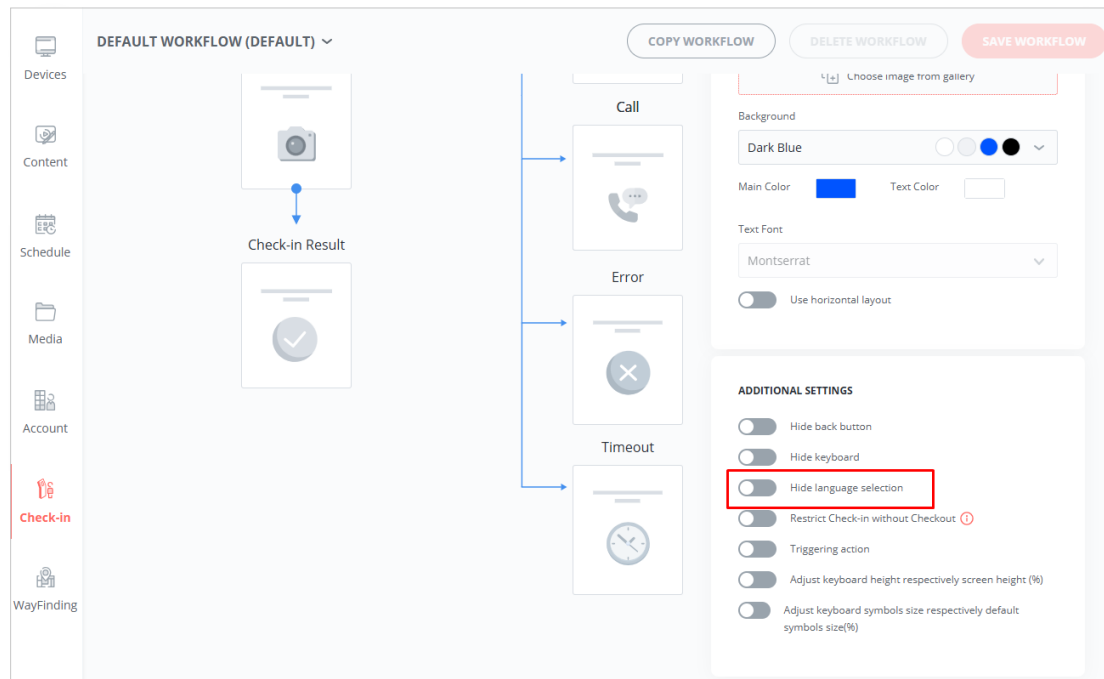 DEFAULT WORKFLOW (DEFAULT)
COPY WORKFLOW
DELETE WORKFLOW
SAVE WORKFLOW
Devices
Content
Schedule
Media
Account
Check-in
WayFinding
Check-in Result
Call
Error
Timeout
Choose image from gallery
Background
Dark Blue
Main Color
Text Color
Text Font
Montserrat
Use horizontal layout
ADDITIONAL SETTINGS
Hide back button
Hide keyboard
Hide language selection
Restrict Check-in without Checkout
Triggering action
Adjust keyboard height respectively screen height (%)
Adjust keyboard symbols size respectively default
symbols size(%)